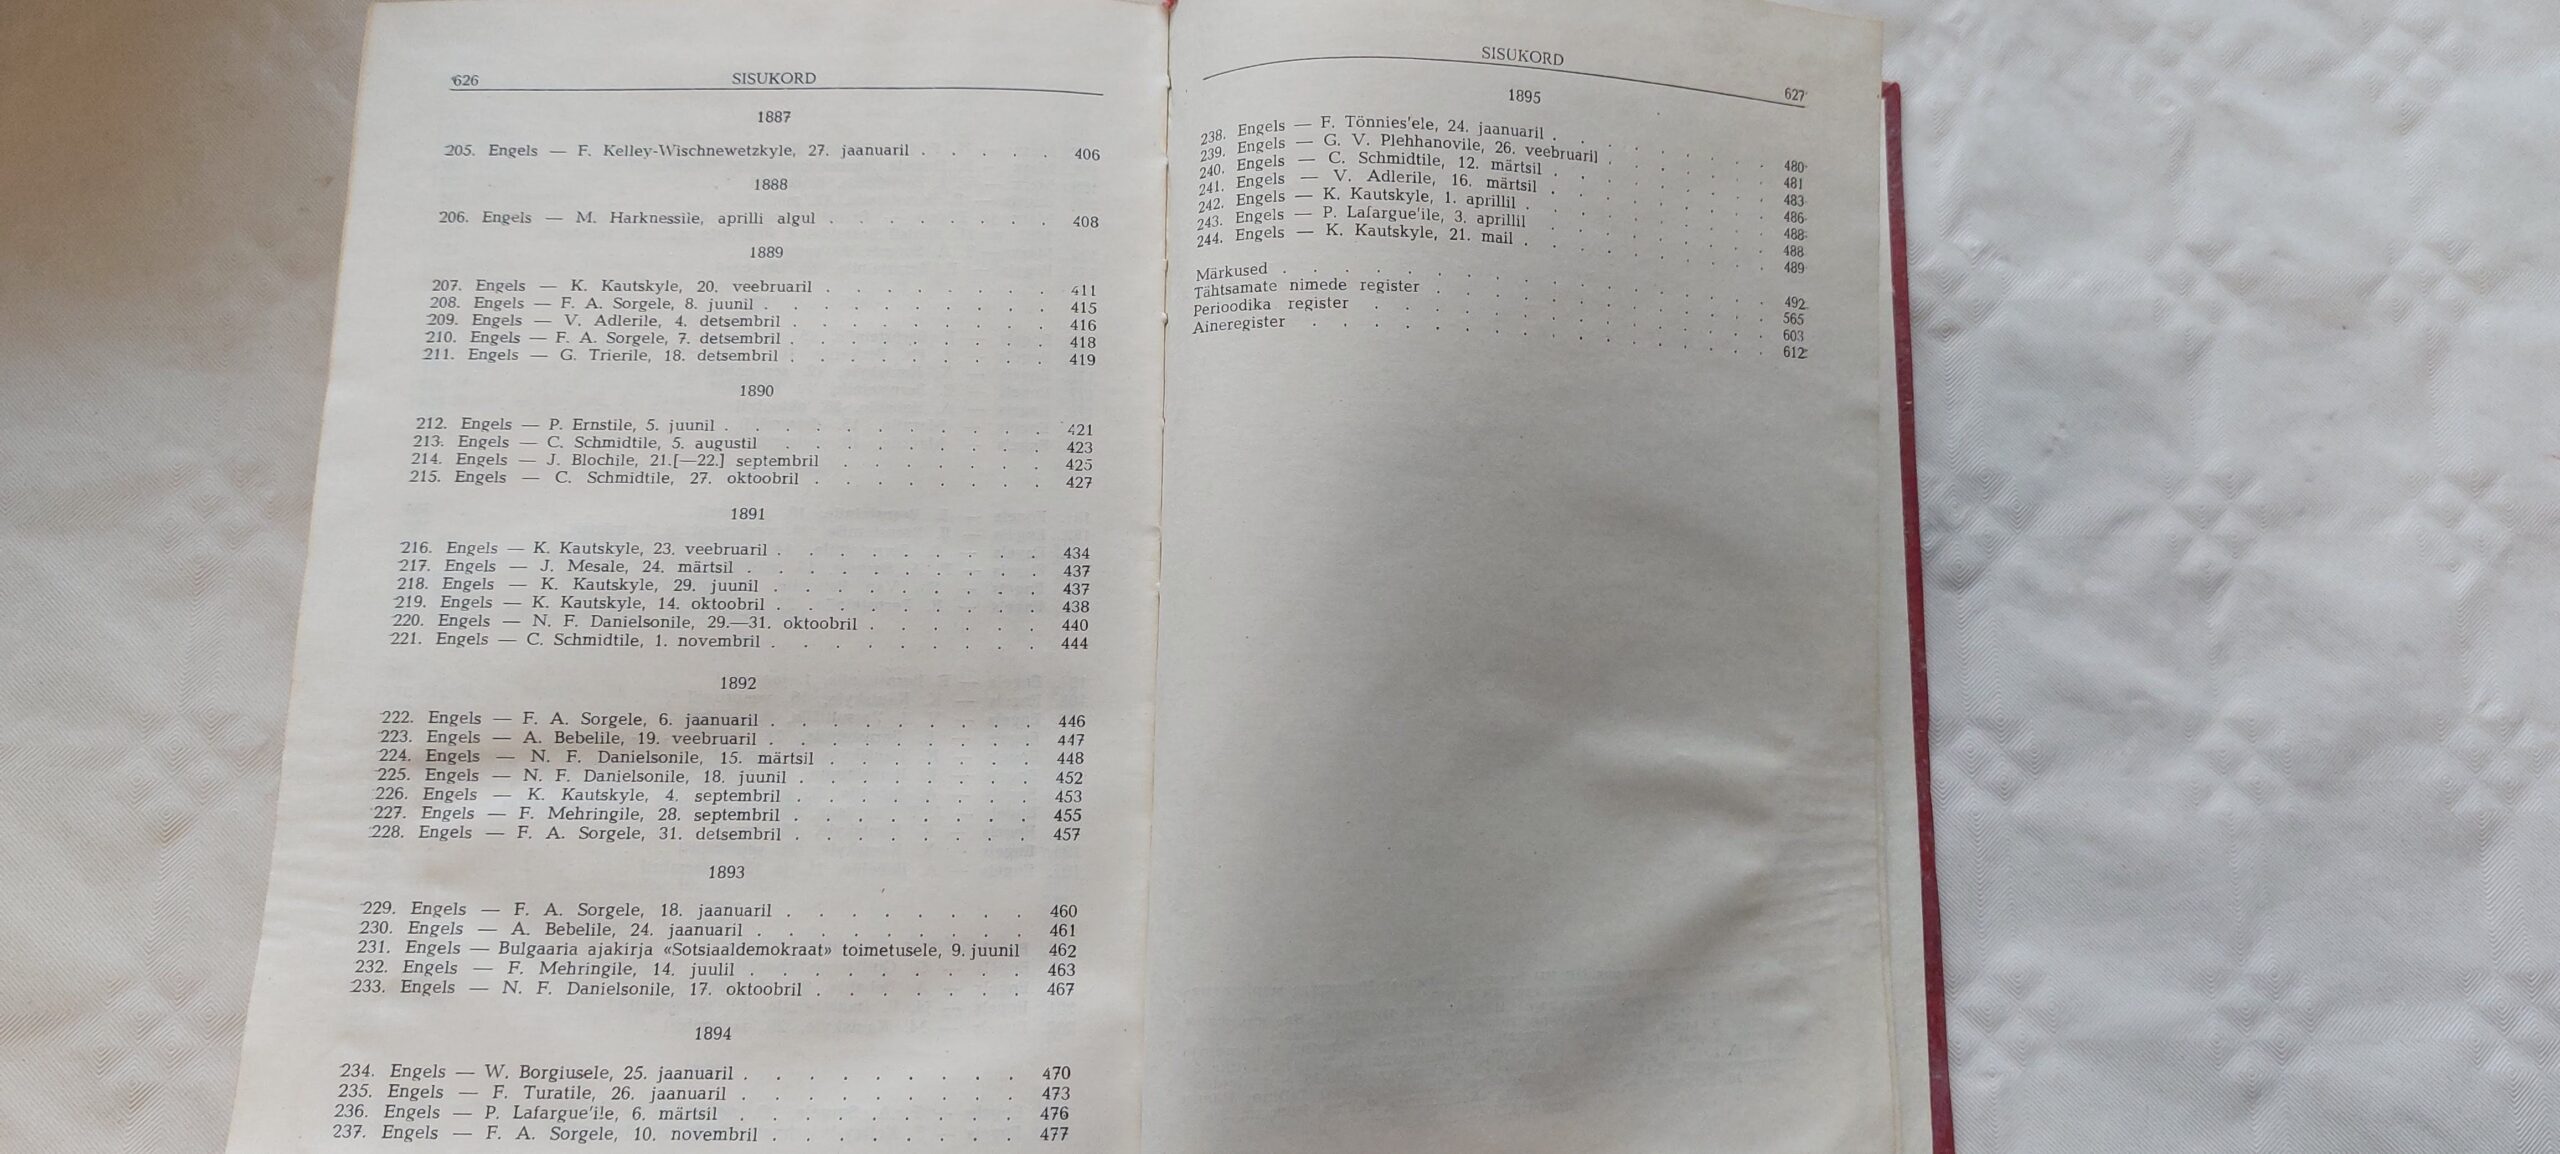 626 SISUKORD
1887
205. Engels — F. Kelley-Wischnewetzkyle, 27. jaanuaril . . . . . 406
1888
206. Engels — M. Harknessile, aprilli algul . . . . . . . 408
1889
207. Engels — K. Kautskyle, 20. veebruaril . . . . . . . 411
208. Engels — F. A. Sorgele, 8. juunil . . . . . . . . . 415
209. Engels — V. Adlerile, 4. detsembril . . . . . . . . 416
210. Engels — F. A. Sorgele, 7. detsembril . . . . . . . . 418
211. Engels — G. Trierile, 18. detsembril . . . . . . . . 419
1890
212. Engels — P. Ernstile, 5. juunil . . . . . . . . . . 421
213. Engels — C. Schmidtile, 5. augustil . . . . . . . . 423
214. Engels — J. Blochile, 21.[—22.] septembril . . . . . . 425
215. Engels — C. Schmidtile, 27. oktoobril . . . . . . . 427
1891
216. Engels — K. Kautskyle, 23. veebruaril . . . . . . . . 434
217. Engels — J. Mesale, 24. märtsil . . . . . . . . . 437
218. Engels — K. Kautskyle, 29. juunil . . . . . . . . 437
219. Engels — K. Kautskyle, 14. oktoobril . . . . . . . . 438
220. Engels — N. F. Danielsonile, 29.—31. oktoobril . . . . . . 440
221. Engels — C. Schmidtile, 1. novembril . . . . . . . . 444
1892
222. Engels — F. A. Sorgele, 6. jaanuaril . . . . . . . . 446
223. Engels — A. Bebelile, 19. veebruaril . . . . . . . . 447
224. Engels — N. F. Danielsonile, 15. märtsil . . . . . . . 448
225. Engels — N. F. Danielsonile, 18. juunil . . . . . . . 452
226. Engels — K. Kautskyle, 4. septembril . . . . . . . 453
227. Engels — F. Mehringile, 28. septembril . . . . . . . 455
228. Engels — F. A. Sorgele, 31. detsembril . . . . . . . 457
1893
229. Engels — F. A. Sorgele, 18. jaanuaril . . . . . . . 460
230. Engels — A. Bebelile, 24. jaanuaril . . . . . . . . 461
231. Engels — Bulgaaria ajakirja «Sotsiaaldemokraat» toimetusele, 9. juunil 462
232. Engels — F. Mehringile, 14. juulil . . . . . . . . 463
233. Engels — N. F. Danielsonile, 17. oktoobril . . . . . . 467
1894
234. Engels — W. Borgiusele, 25. jaanuaril . . . . . . . . 470
235. Engels — F. Turatile, 26. jaanuaril . . . . . . . . 473
236. Engels — P. Lafargue'ile, 6. märtsil . . . . . . . . 476
237. Engels — F. A. Sorgele, 10. novembril . . . . . . . 477
SISUKORD 627
1895
238. Engels — F. Tönnies'ele, 24. jaanuaril . . . . . . . 480
239. Engels — G. V. Plehhanovile, 26. veebruaril . . . . . . 481
240. Engels — C. Schmidtile, 12. märtsil . . . . . . . . 483
241. Engels — V. Adlerile, 16. märtsil . . . . . . . . 486
242. Engels — K. Kautskyle, 1. aprillil . . . . . . . . 488
243. Engels — P. Lafargue'ile, 3. aprillil . . . . . . . . 488
244. Engels — K. Kautskyle, 21. mail . . . . . . . . 489
Märkused . . . . . . . . . . . . . . . 492
Tähtsamate nimede register . . . . . . . . . . . 565
Perioodika register . . . . . . . . . . . . . 603
Aineregister . . . . . . . . . . . . . . . 612